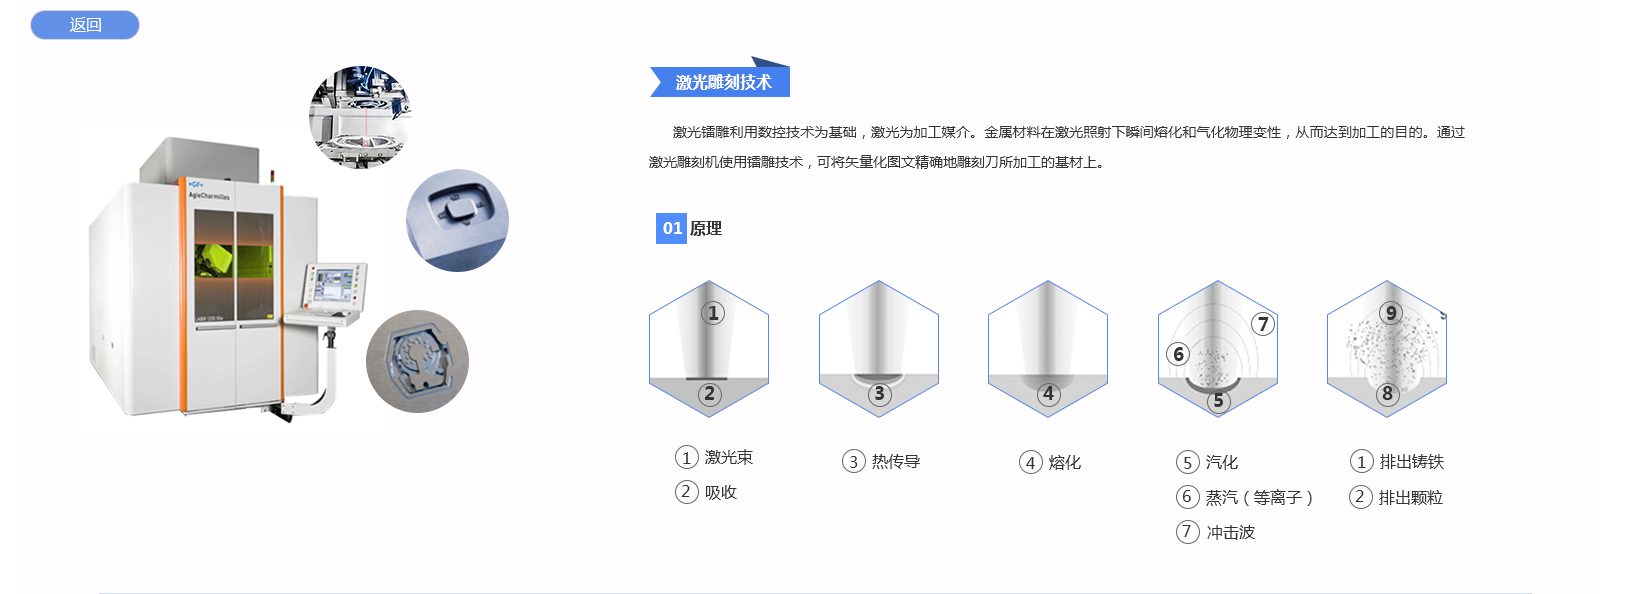 返回
激光雕刻技术
激光镭雕利用数控技术为基础，激光为加工媒介。金属材料在激光照射下瞬间熔化和气化物理变性，从而达到加工的目的。通过
激光雕刻机使用镭雕技术，可将矢量化图文精确地雕刻刀所加工的基材上。
+GF+
AgieCharmilles
01 原理
1
2
3
4
5
6
7
8
9
① 激光束
② 吸收
③ 热传导
④ 熔化
⑤ 汽化
⑥ 蒸汽（等离子）
⑦ 冲击波
① 排出铸铁
② 排出颗粒